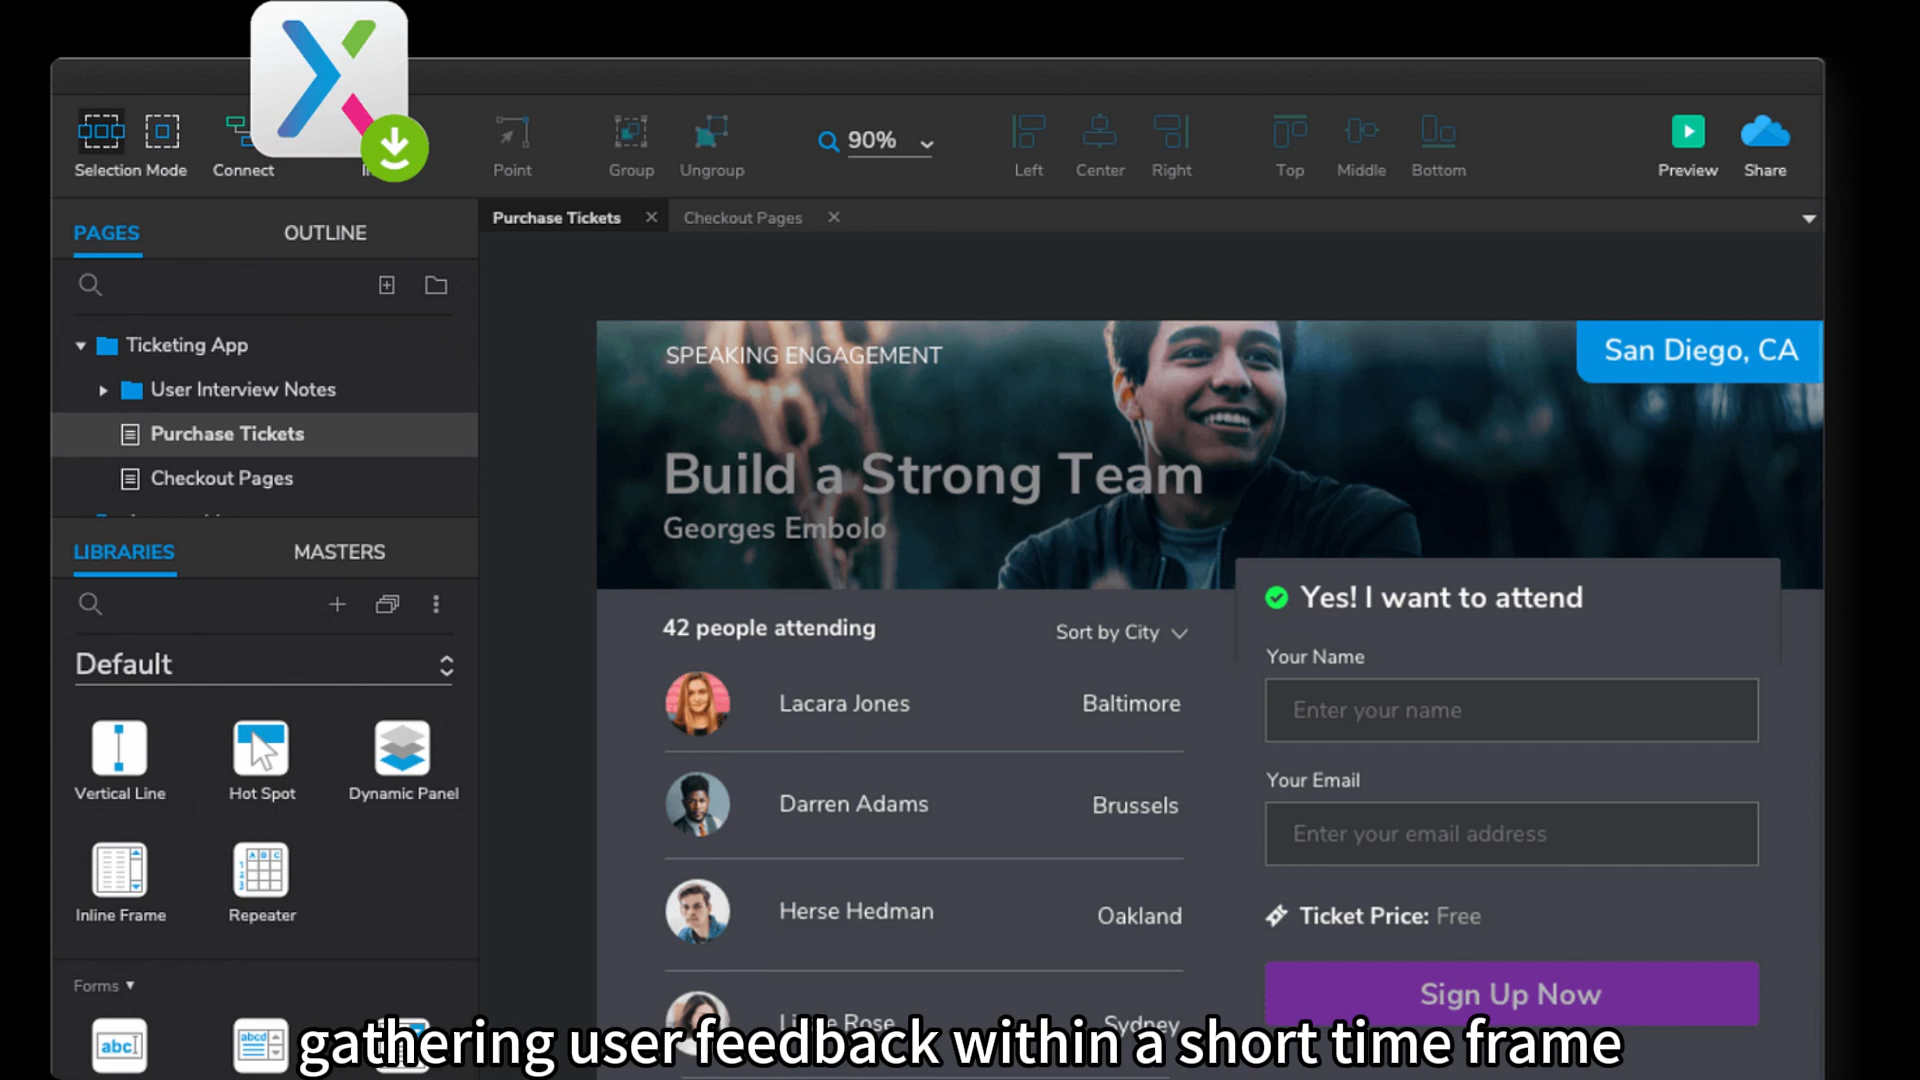 Selection Mode
Connect
Point
Group
Ungroup
90%
Left
Center
Right
Top
Middle
Bottom
Preview
Share
PAGES
OUTLINE
Purchase Tickets
Checkout Pages
Ticketing App
User Interview Notes
Purchase Tickets
Checkout Pages
LIBRARIES
MASTERS
Default
Vertical Line
Hot Spot
Dynamic Panel
Inline Frame
Repeater
Forms
SPEAKING ENGAGEMENT
San Diego, CA
Build a Strong Team
Georges Embolo
42 people attending
Sort by City
Lacara Jones
Baltimore
Darren Adams
Brussels
Herse Hedman
Oakland
Rose
Sydney
Yes! I want to attend
Your Name
Enter your name
Your Email
Enter your email address
Ticket Price: Free
Sign Up Now
gathering user feedback within a short time frame